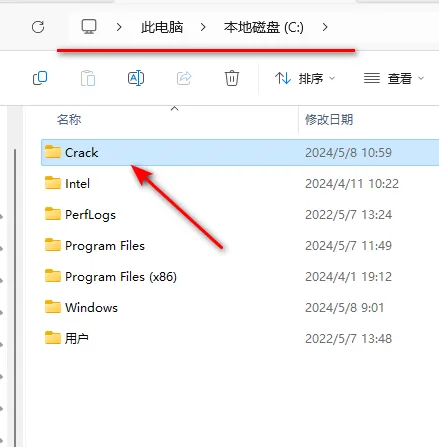 此电脑 本地磁盘 (C:)
排序 查看
名称 修改日期
Crack 2024/5/8 10:59
Intel 2024/4/11 10:22
PerfLogs 2022/5/7 13:24
Program Files 2024/5/7 11:49
Program Files (x86) 2024/4/1 19:12
Windows 2024/5/8 9:01
用户 2022/5/7 13:48